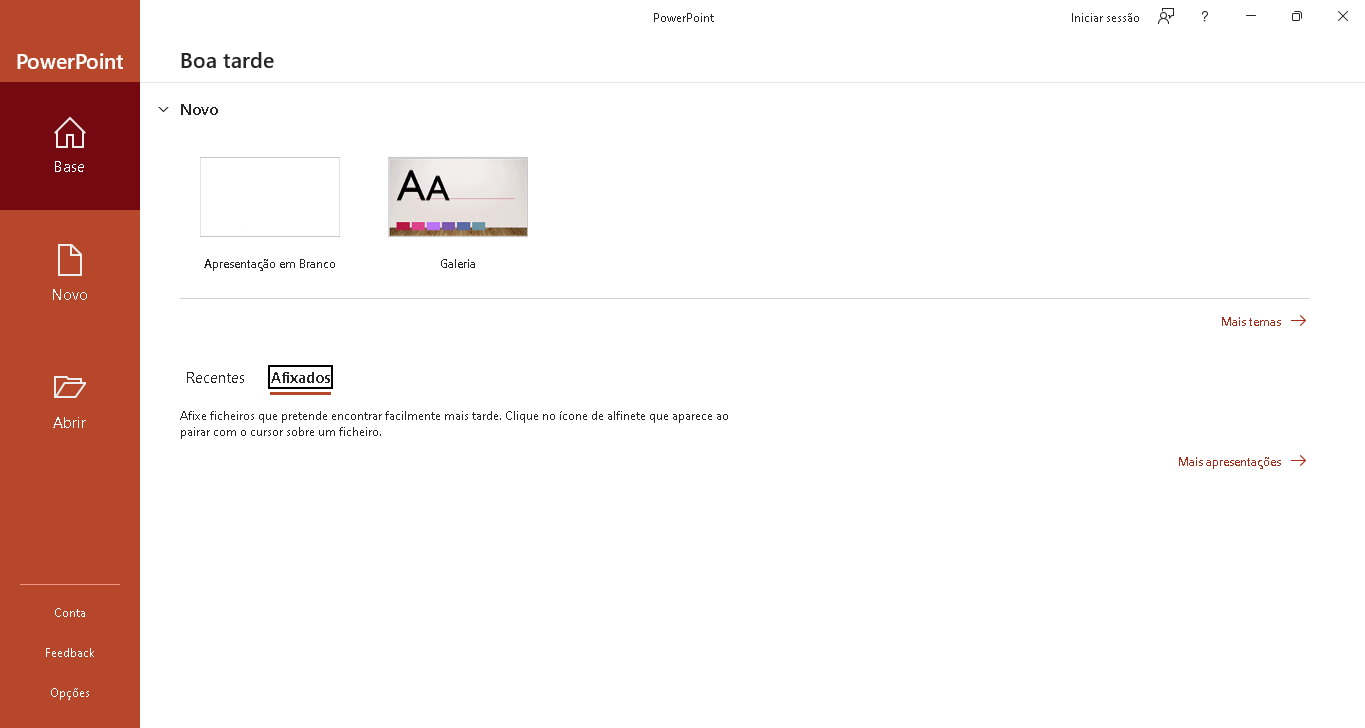 PowerPoint
Iniciar sessão
?
PowerPoint
Boa tarde
Base
Novo
Abrir
Conta
Feedback
Opções
Novo
Aa
Apresentação em Branco
Galeria
Mais temas
Recentes
Afixados
Afixe ficheiros que pretende encontrar facilmente mais tarde. Clique no ícone de alfinete que aparece ao
pairar com o cursor sobre um ficheiro.
Mais apresentações